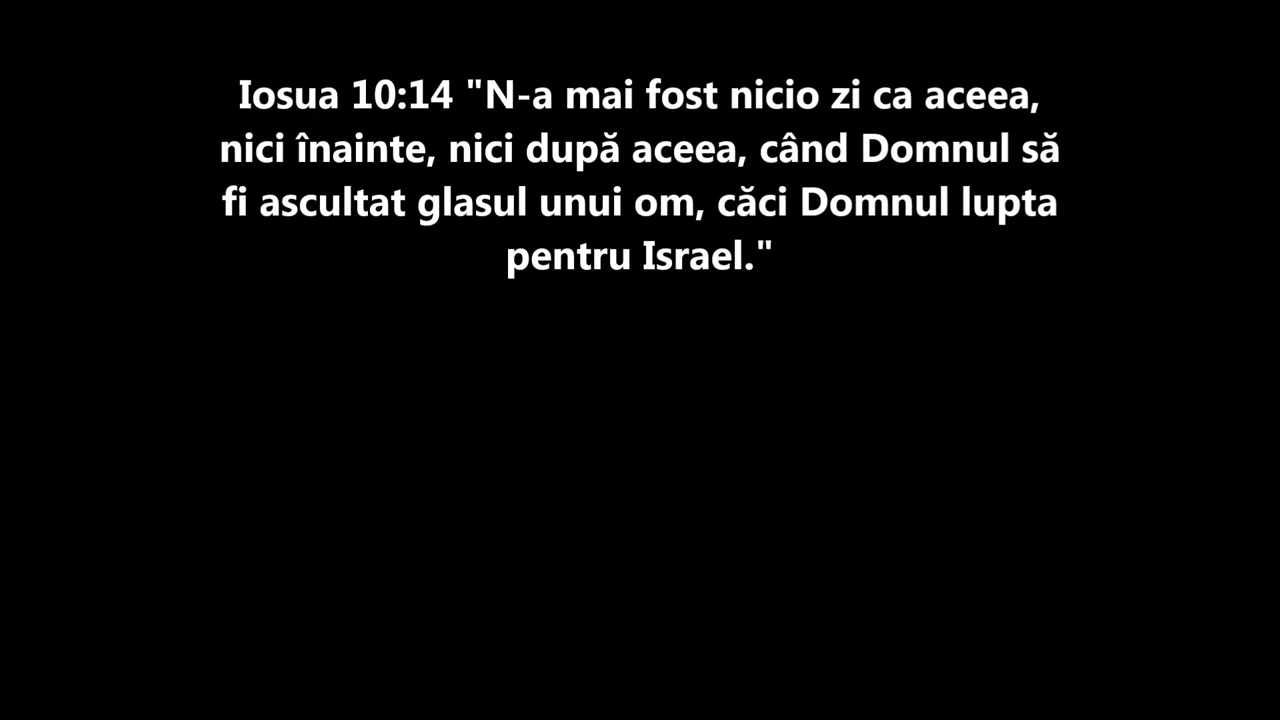 Iosua 10:14 "N-a mai fost nicio zi ca aceea,
nici înainte, nici după aceea, când Domnul să
fi ascultat glasul unui om, căci Domnul lupta
pentru Israel."